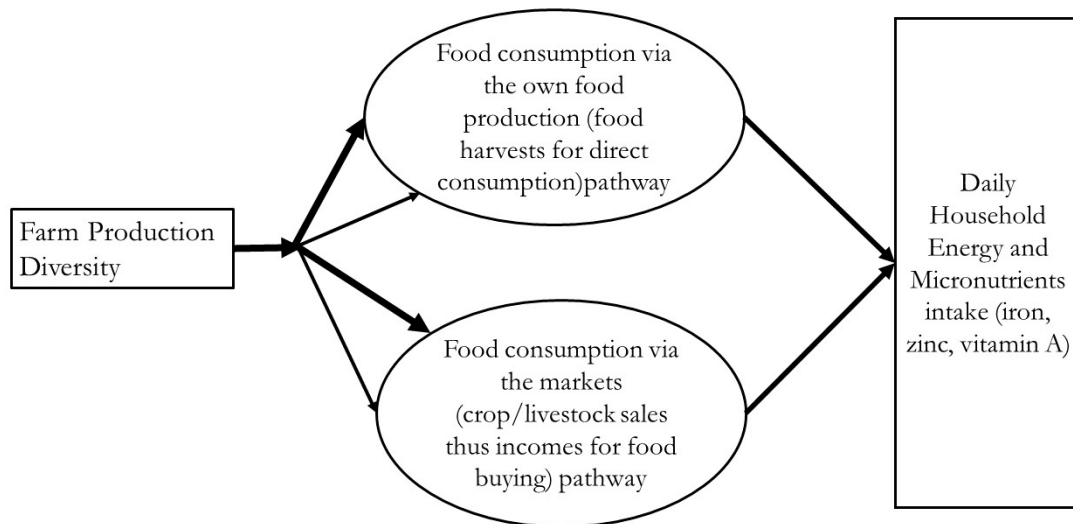 Farm Production
Diversity
Food consumption via
the own food
production (food
harvests for direct
consumption)pathway
Food consumption via
the markets
(crop/livestock sales
thus incomes for food
buying) pathway
Daily
Household
Energy and
Micronutrients
intake (iron,
zinc, vitamin A)